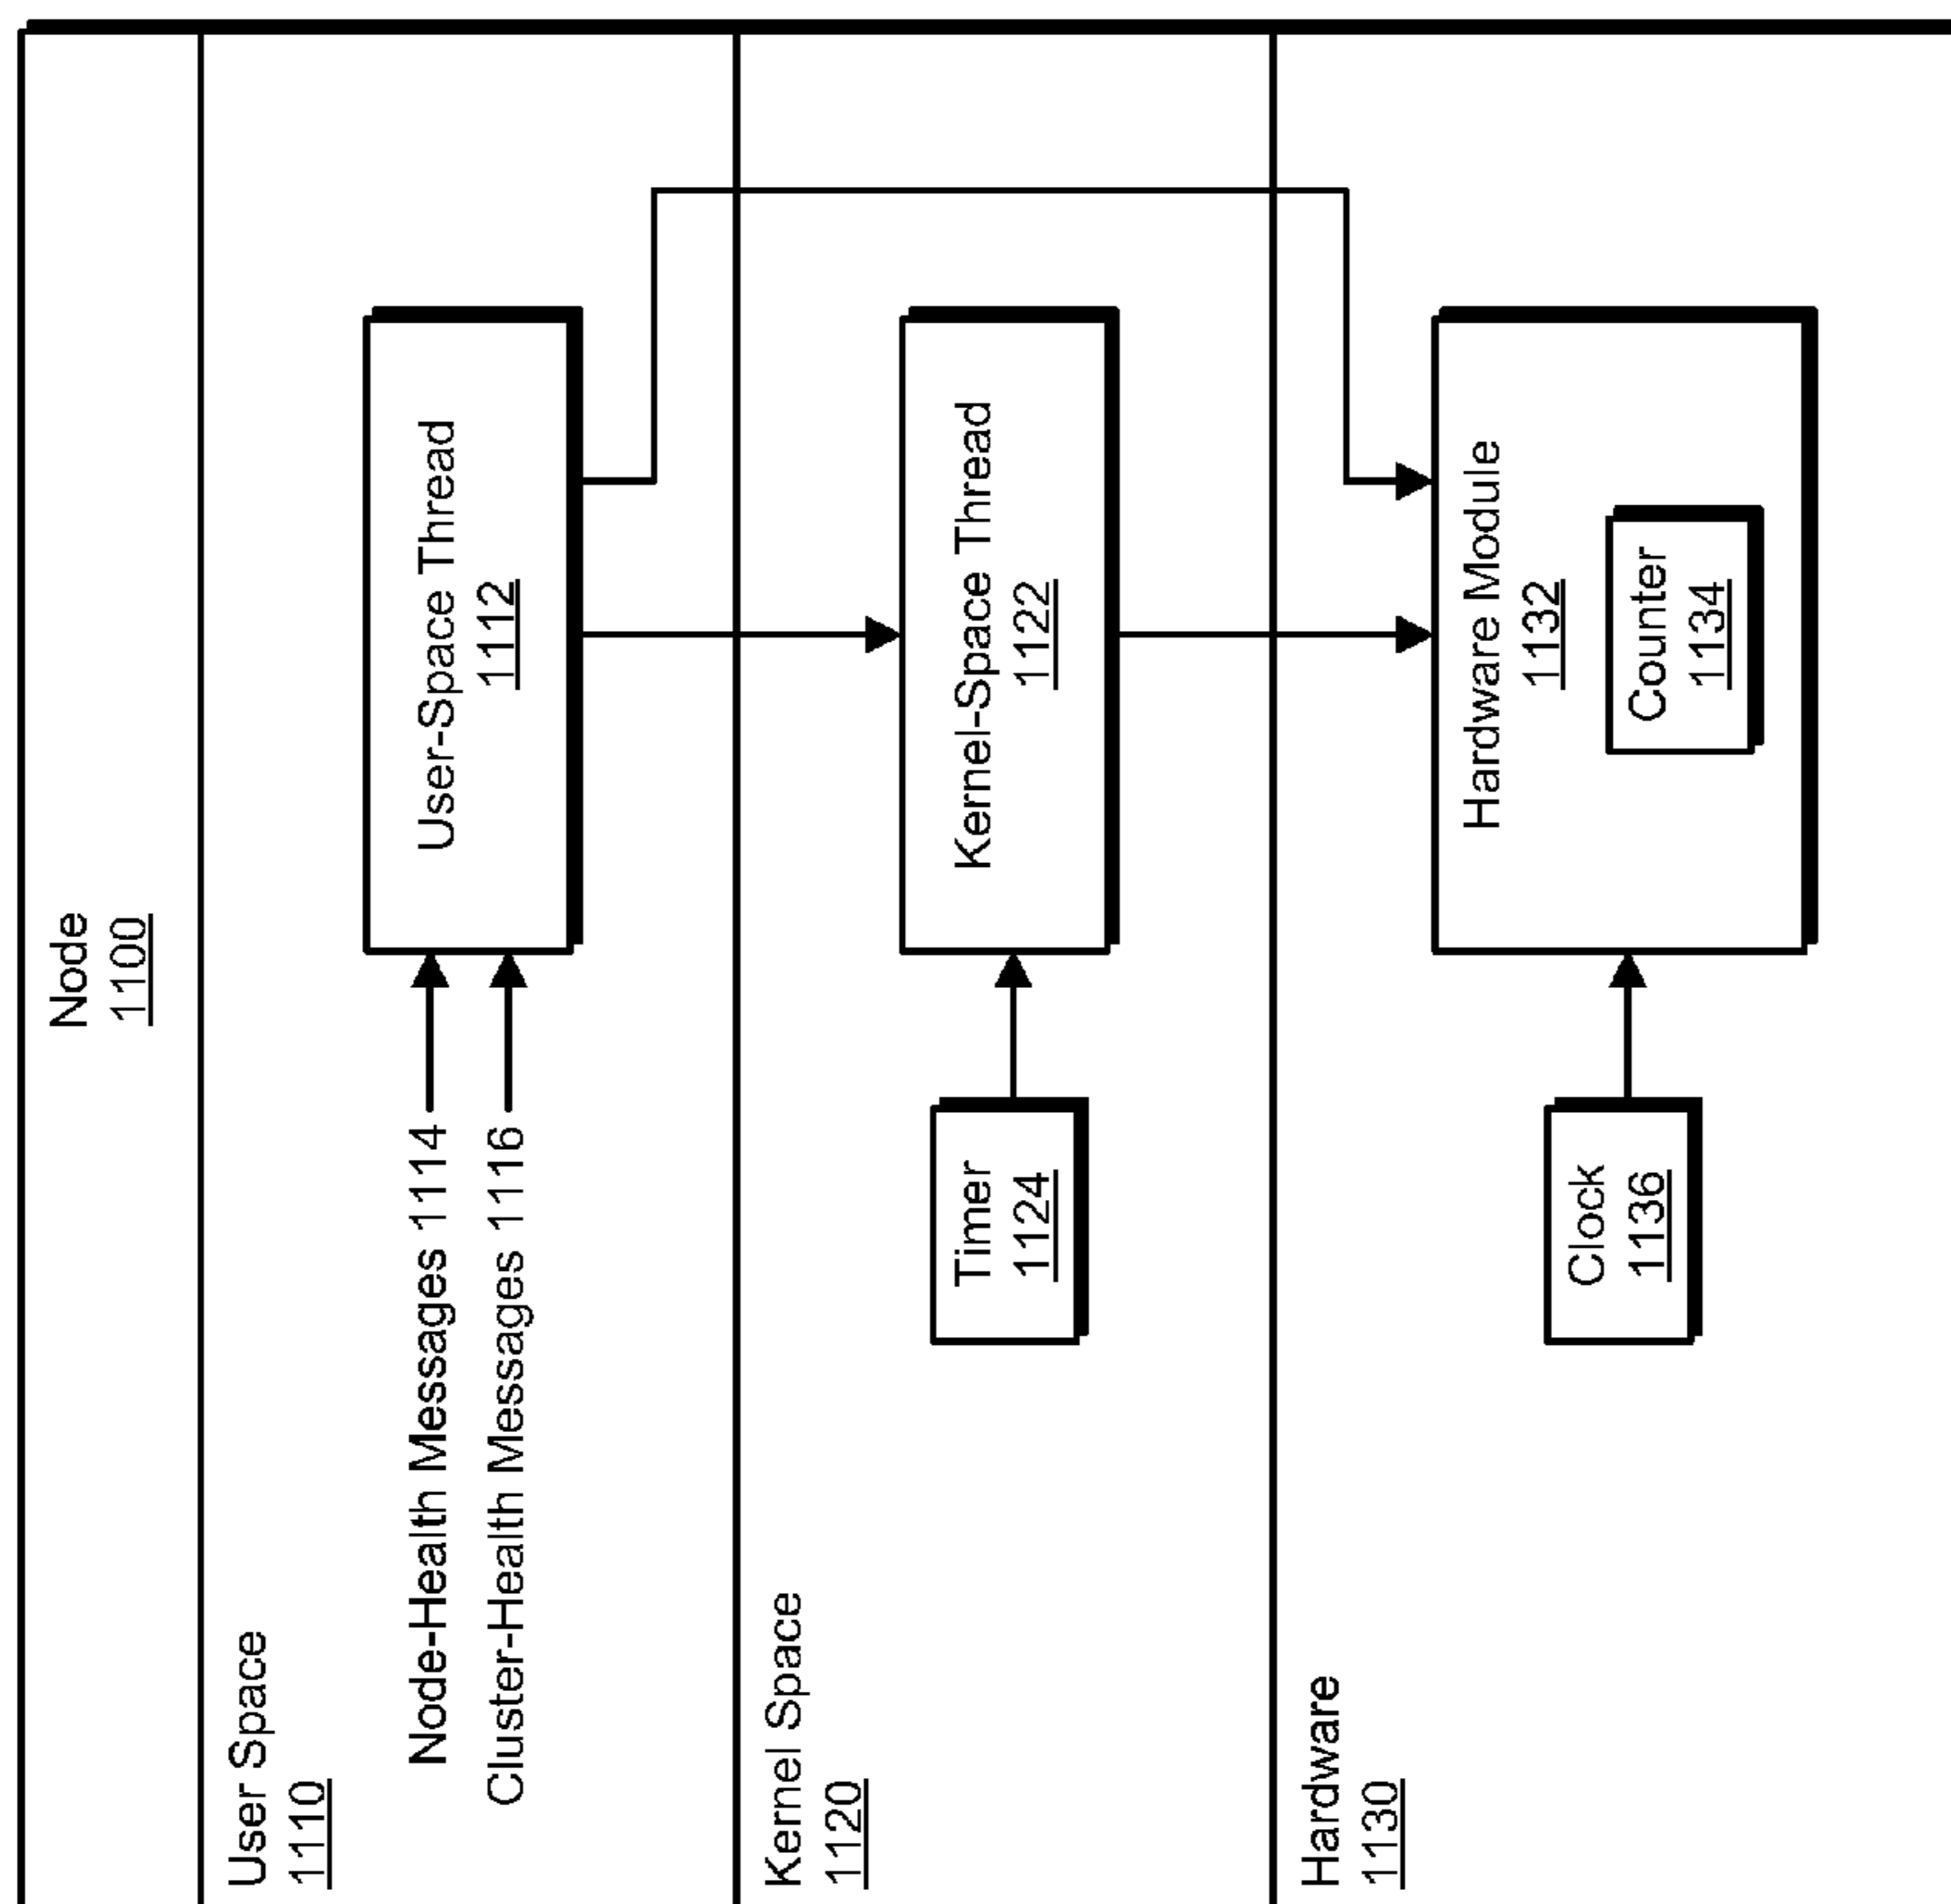 Node
1100
User Space
1110
Node-Health Messages 1114
Cluster-Health Messages 1116
User-Space Thread
1112
Kernel Space
1120
Timer
1124
Kernel-Space Thread
1122
Hardware
1130
Clock
1136
Hardware Module
1132
Counter
1134